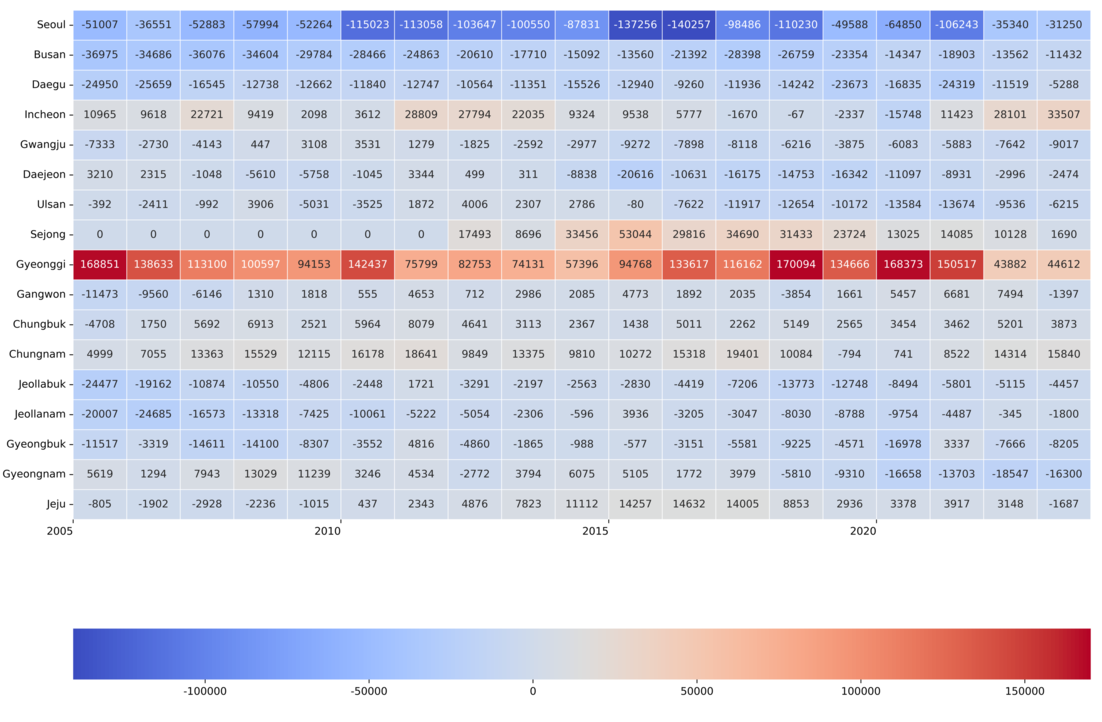 Seoul -51007 -36551 -52883 -57994 -52264 -115023 -113058 -103647 -100550 -87831 -137256 -140257 -98486 -110230 -49588 -64850 -106243 -35340 -31250
Busan -36975 -34686 -36076 -34604 -29784 -28466 -24863 -20610 -17710 -15092 -13560 -21392 -28398 -26759 -23354 -14347 -18903 -13562 -11432
Daegu -24950 -25659 -16545 -12738 -12662 -11840 -12747 -10564 -11351 -15526 -12940 -9260 -11936 -14242 -23673 -16835 -24319 -11519 -5288
Incheon 10965 9618 22721 9419 2098 3612 28809 27794 22035 9324 9538 5777 -1670 -67 -2337 -15748 11423 28101 33507
Gwangju -7333 -2730 -4143 447 3108 3531 1279 -1825 -2592 -2977 -9272 -7898 -8118 -6216 -3875 -6083 -5883 -7642 -9017
Daejeon 3210 2315 -1048 -5610 -5758 -1045 3344 499 311 -8838 -20616 -10631 -16175 -14753 -16342 -11097 -8931 -2996 -2474
Ulsan -392 -2411 -992 3906 -5031 -3525 1872 4006 2307 2786 -80 -7622 -11917 -12654 -10172 -13584 -13674 -9536 -6215
Sejong 0 0 0 0 0 0 0 17493 8696 33456 53044 29816 34690 31433 23724 13025 14085 10128 1690
Gyeonggi 168851 138633 113100 100597 94153 142437 75799 82753 74131 57396 94768 133617 116162 170094 134666 168373 150517 43882 44612
Gangwon -11473 -9560 -6146 1310 1818 555 4653 712 2986 2085 4773 1892 2035 -3854 1661 5457 6681 7494 -1397
Chungbuk -4708 1750 5692 6913 2521 5964 8079 4641 3113 2367 1438 5011 2262 5149 2565 3454 3462 5201 3873
Chungnam 4999 7055 13363 15529 12115 16178 18641 9849 13375 9810 10272 15318 19401 10084 -794 741 8522 14314 15840
Jeollabuk -24477 -19162 -10874 -10550 -4806 -2448 1721 -3291 -2197 -2563 -2830 -4419 -7206 -13773 -12748 -8494 -5801 -5115 -4457
Jeollanam -20007 -24685 -16573 -13318 -7425 -10061 -5222 -5054 -2306 -596 3936 -3205 -3047 -8030 -8788 -9754 -4487 -345 -1800
Gyeongbuk -11517 -3319 -14611 -14100 -8307 -3552 4816 -4860 -1865 -988 -577 -3151 -5581 -9225 -4571 -16978 3337 -7666 -8205
Gyeongnam 5619 1294 7943 13029 11239 3246 4534 -2772 3794 6075 5105 1772 3979 -5810 -9310 -16658 -13703 -18547 -16300
Jeju -805 -1902 -2928 -2236 -1015 437 2343 4876 7823 11112 14257 14632 14005 8853 2936 3378 3917 3148 -1687
2005 2010 2015 2020
-100000 -50000 0 50000 100000 150000